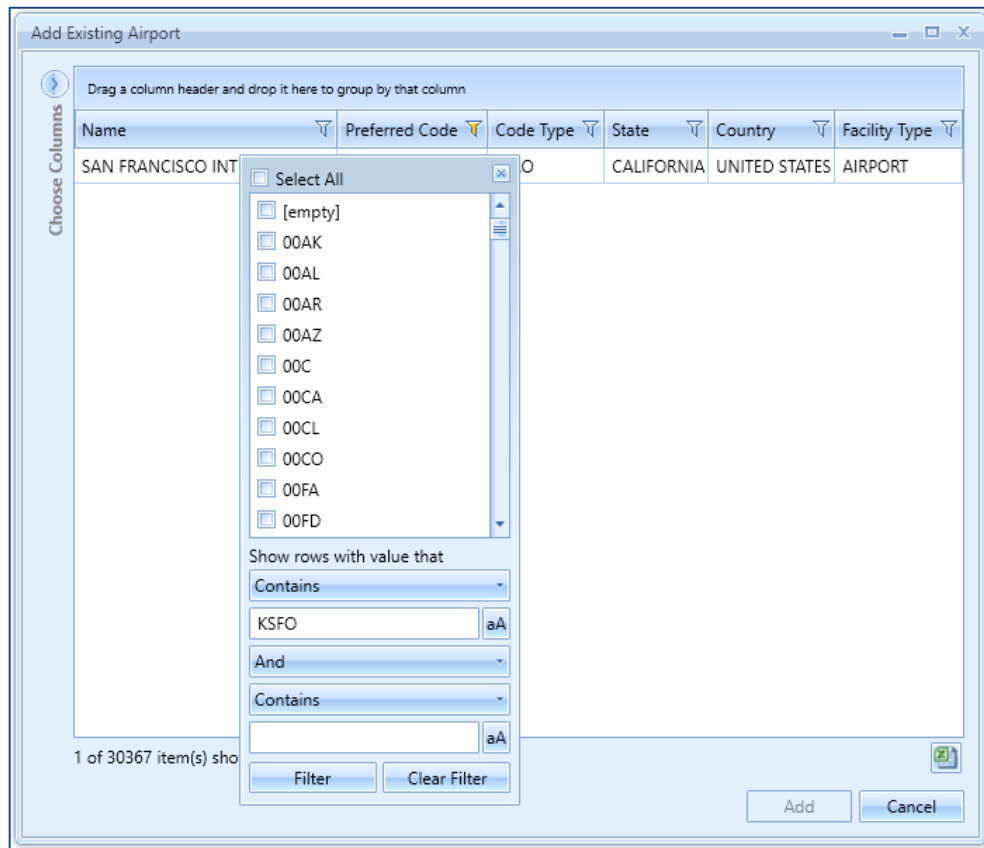 Add Existing Airport
Choose Columns
Drag a column header and drop it here to group by that column
Name Preferred Code Code Type State Country Facility Type
SAN FRANCISCO INT CALIFORNIA UNITED STATES AIRPORT
Select All
[empty]
00AK
00AL
00AR
00AZ
00C
00CA
00CL
00CO
00FA
00FD
Show rows with value that
Contains
KSFO aA
And
Contains
aA
Filter Clear Filter
1 of 30367 item(s) sho
Add Cancel